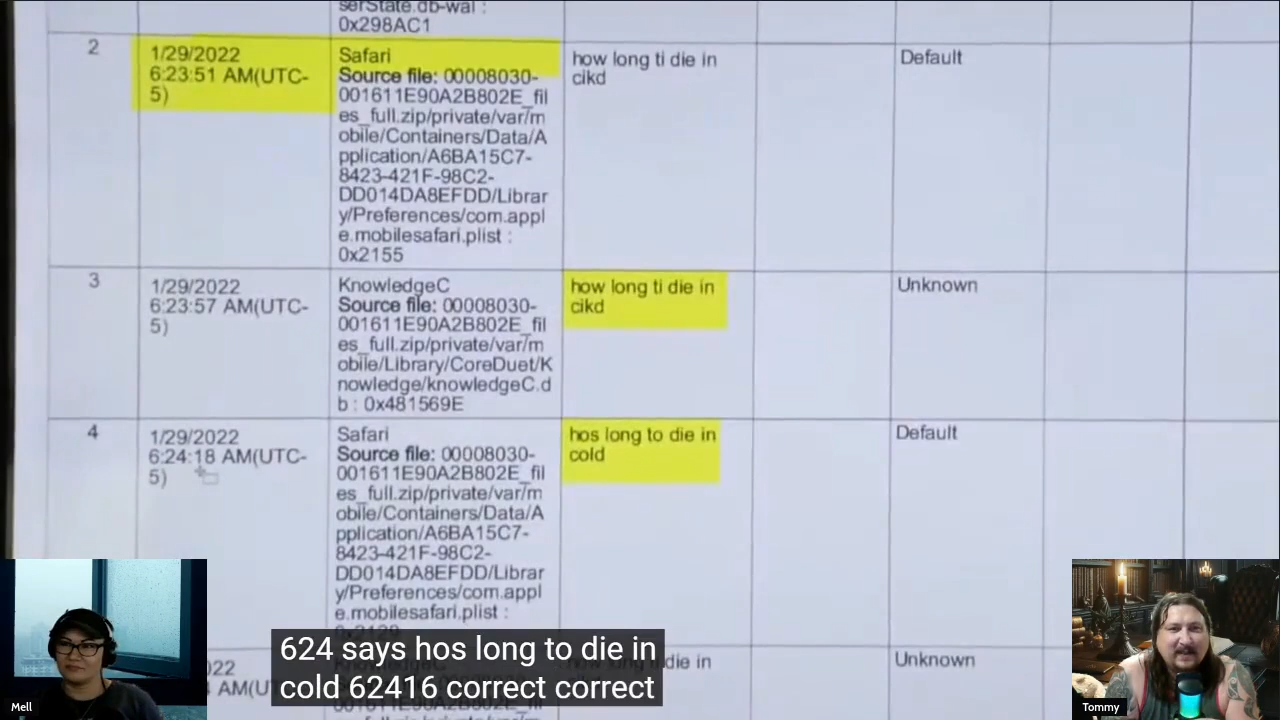 serState.db-wal :
0x298AC1
2
1/29/2022
6:23:51 AM(UTC-
5)
Safari
Source file: 00008030-
001611E90A2B802E_fil
es_full.zip/private/var/m
obile/Containers/Data/A
pplication/A6BA15C7-
8423-421F-98C2-
DD014DA8EFDD/Librar
y/Preferences/com.appl
e.mobilesafari.plist :
0x2155
how long ti die in
cikd
Default
3
1/29/2022
6:23:57 AM(UTC-
5)
KnowledgeC
Source file: 00008030-
001611E90A2B802E_fil
es_full.zip/private/var/m
obile/Library/CoreDuet/K
nowledge/knowledgeC.d
b : 0x481569E
how long ti die in
cikd
Unknown
4
1/29/2022
6:24:18 AM(UTC-
5)
Safari
Source file: 00008030-
001611E90A2B802E_fil
es_full.zip/private/var/m
obile/Containers/Data/A
pplication/A6BA15C7-
8423-421F-98C2-
DD014DA8EFDD/Librar
y/Preferences/com.appl
e.mobilesafari.plist :
hos long to die in
cold
Default
die in
Unknown
624 says hos long to die in
cold 62416 correct correct
Mell
Tommy